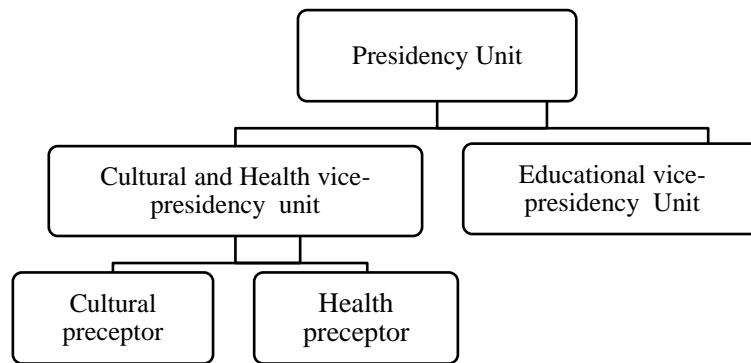 Presidency Unit
Cultural and Health vice-
presidency unit
Educational vice-
presidency Unit
Cultural
preceptor
Health
preceptor